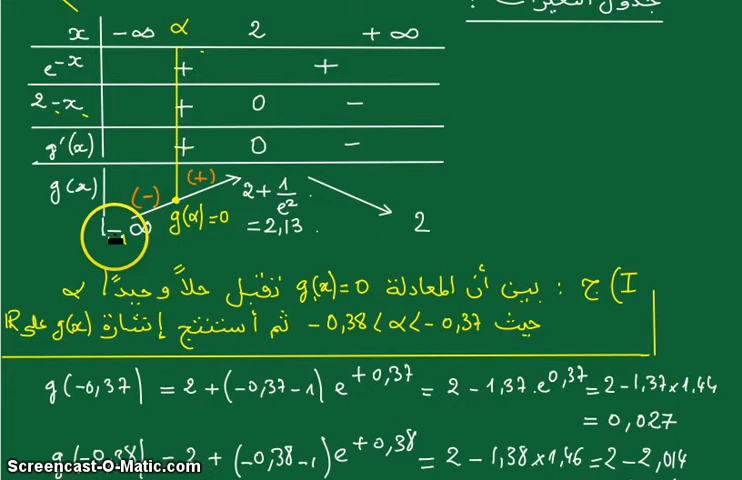 جدول التغيرات :
x -∞ α 2 +∞
e^-x + +
2-x + 0 -
g'(x) + 0 -
g(x) (-) (+) 2+1/e²
-∞ g(α)=0 =2,13 2
I) ج : بين أن المعادلة g(x)=0 تقبل حلاً وحيدًا α
حيث -0,38<α<-0,37 ثم أستنتج إشارة g(x) على IR
g(-0,37) = 2+(-0,37-1) e^+0,37 = 2-1,37.e^0,37 = 2-1,37×1,44
= 0,027
g(-0,38) = 2+(-0,38-1) e^+0,38 = 2-1,38×1,46 = 2-2,014
Screencast-O-Matic.com